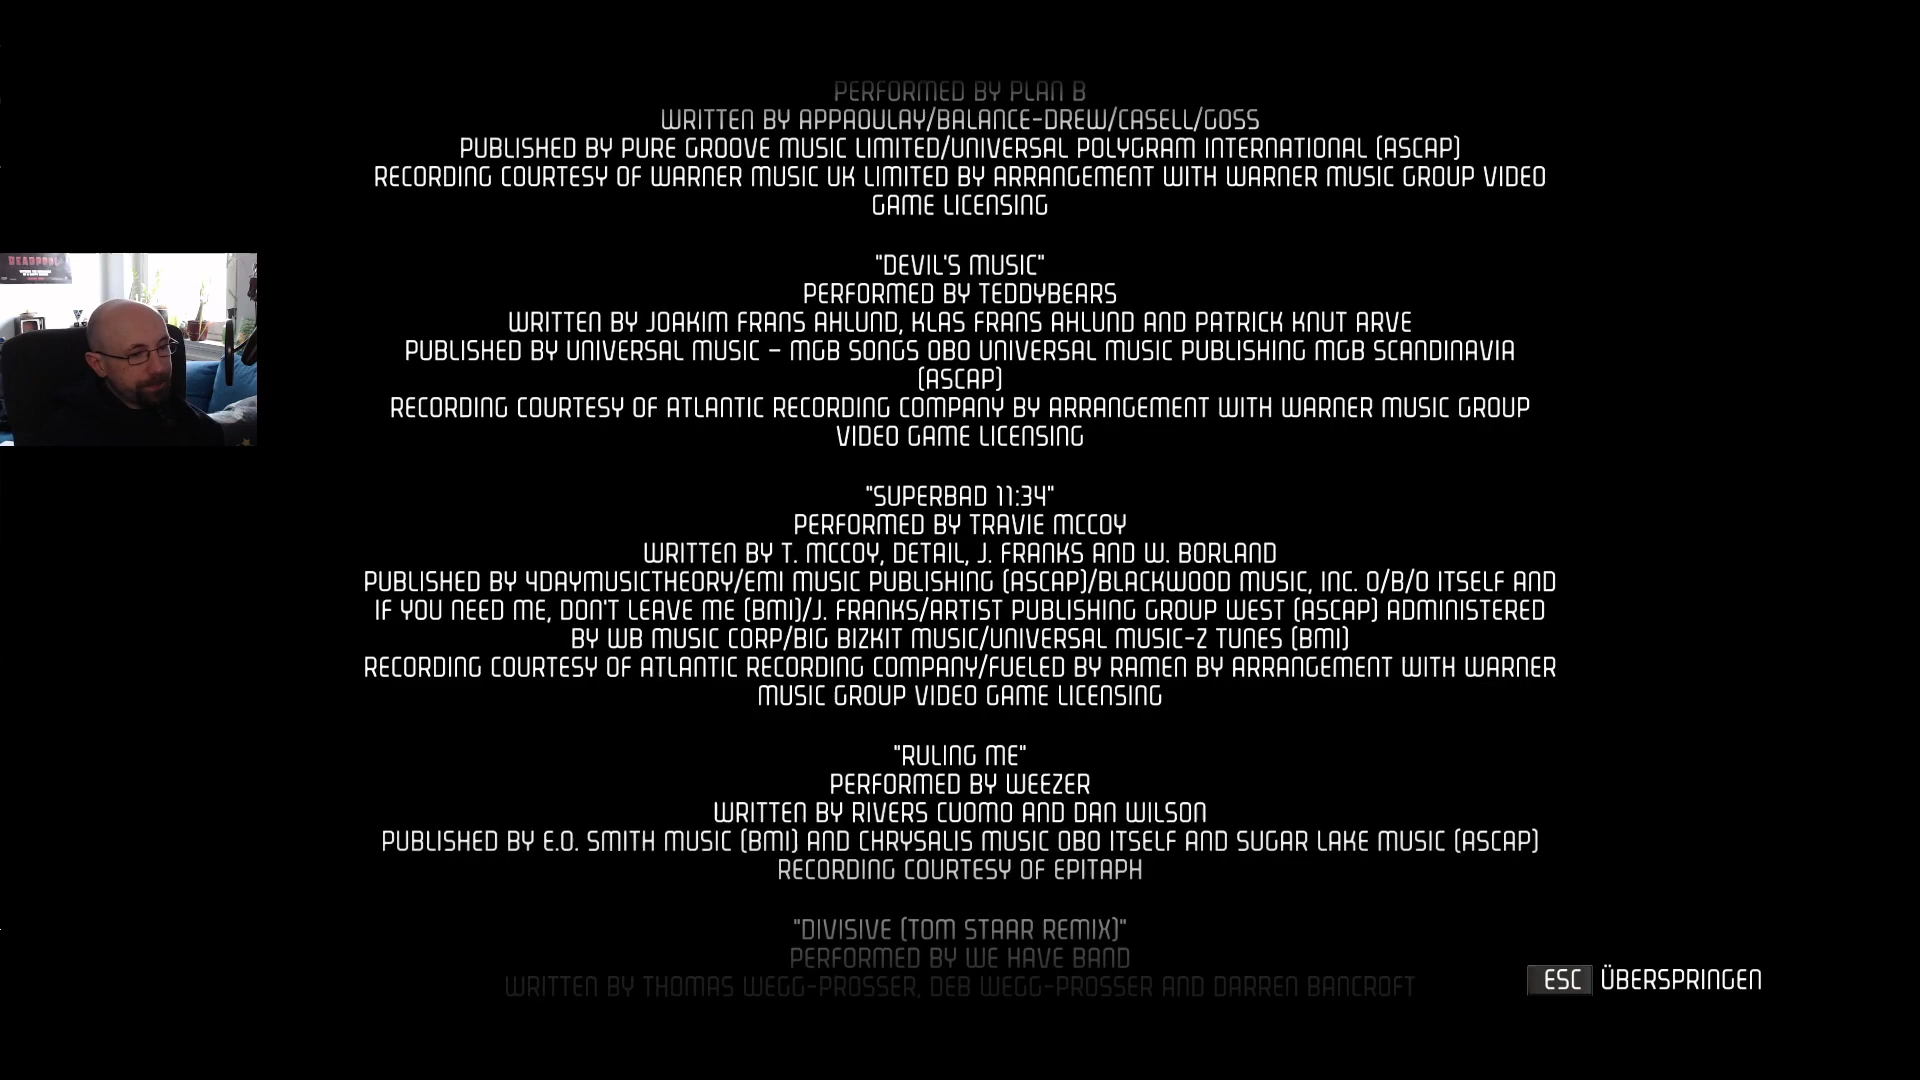 PERFORMED BY PLAN B
WRITTEN BY APPAOULAY/BALANCE-DREW/CASELL/GOSS
PUBLISHED BY PURE GROOVE MUSIC LIMITED/UNIVERSAL POLYGRAM INTERNATIONAL (ASCAP)
RECORDING COURTESY OF WARNER MUSIC UK LIMITED BY ARRANGEMENT WITH WARNER MUSIC GROUP VIDEO
GAME LICENSING
DEADPOOL
"DEVIL'S MUSIC"
PERFORMED BY TEDDYBEARS
WRITTEN BY JOAKIM FRANS AHLUND, KLAS FRANS AHLUND AND PATRICK KNUT ARVE
PUBLISHED BY UNIVERSAL MUSIC – MGB SONGS OBO UNIVERSAL MUSIC PUBLISHING MGB SCANDINAVIA
(ASCAP)
RECORDING COURTESY OF ATLANTIC RECORDING COMPANY BY ARRANGEMENT WITH WARNER MUSIC GROUP
VIDEO GAME LICENSING
"SUPERBAD 11:34"
PERFORMED BY TRAVIE MCCOY
WRITTEN BY T. MCCOY, DETAIL, J. FRANKS AND W. BORLAND
PUBLISHED BY 4DAYMUSICTHEORY/EMI MUSIC PUBLISHING (ASCAP)/BLACKWOOD MUSIC, INC. O/B/O ITSELF AND
IF YOU NEED ME, DON'T LEAVE ME (BMI)/J. FRANKS/ARTIST PUBLISHING GROUP WEST (ASCAP) ADMINISTERED
BY WB MUSIC CORP/BIG BIZKIT MUSIC/UNIVERSAL MUSIC-Z TUNES (BMI)
RECORDING COURTESY OF ATLANTIC RECORDING COMPANY/FUELED BY RAMEN BY ARRANGEMENT WITH WARNER
MUSIC GROUP VIDEO GAME LICENSING
"RULING ME"
PERFORMED BY WEEZER
WRITTEN BY RIVERS CUOMO AND DAN WILSON
PUBLISHED BY E.O. SMITH MUSIC (BMI) AND CHRYSALIS MUSIC OBO ITSELF AND SUGAR LAKE MUSIC (ASCAP)
RECORDING COURTESY OF EPITAPH
"DIVISIVE (TOM STAAR REMIX)"
PERFORMED BY WE HAVE BAND
WRITTEN BY THOMAS WEGG-PROSSER, DEB WEGG-PROSSER AND DARREN BANCROFT
ESC ÜBERSPRINGEN